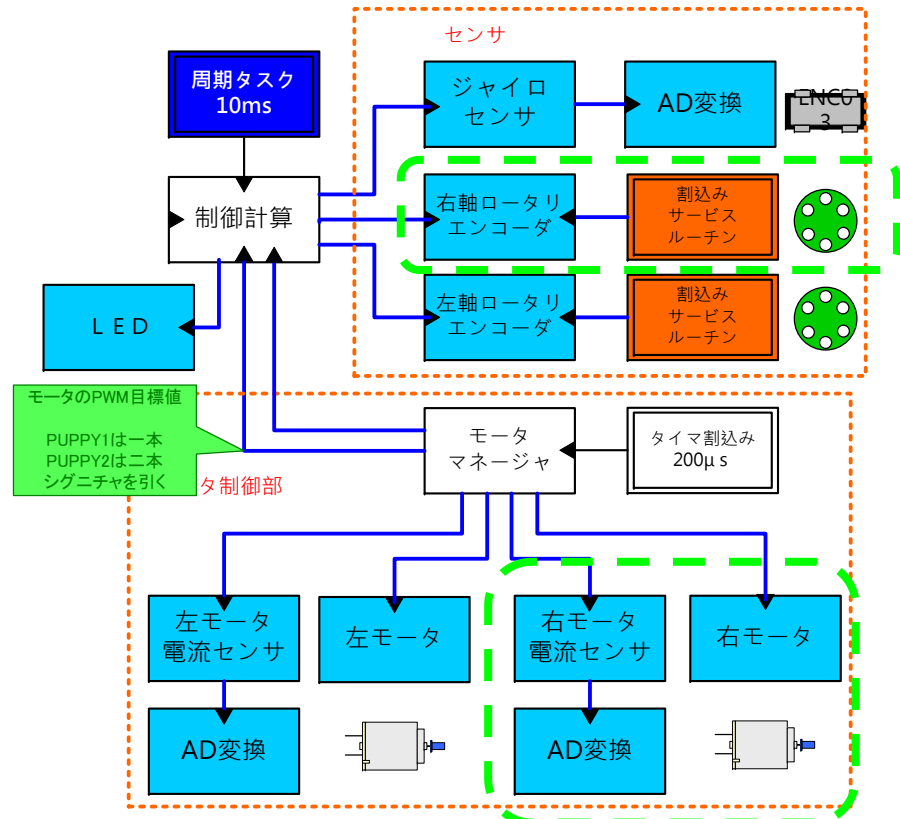 センサ
周期タスク
10ms
ジャイロ
センサ
AD変換
ENC0
3
制御計算
右軸ロータリ
エンコーダ
割込み
サービス
ルーチン
左軸ロータリ
エンコーダ
割込み
サービス
ルーチン
ＬＥＤ
モータのPWM目標値
PUPPY1は一本
PUPPY2は二本
シグニチャを引く
タ制御部
モータ
マネージャ
タイマ割込み
200μｓ
左モータ
電流センサ
左モータ
右モータ
電流センサ
右モータ
AD変換
AD変換